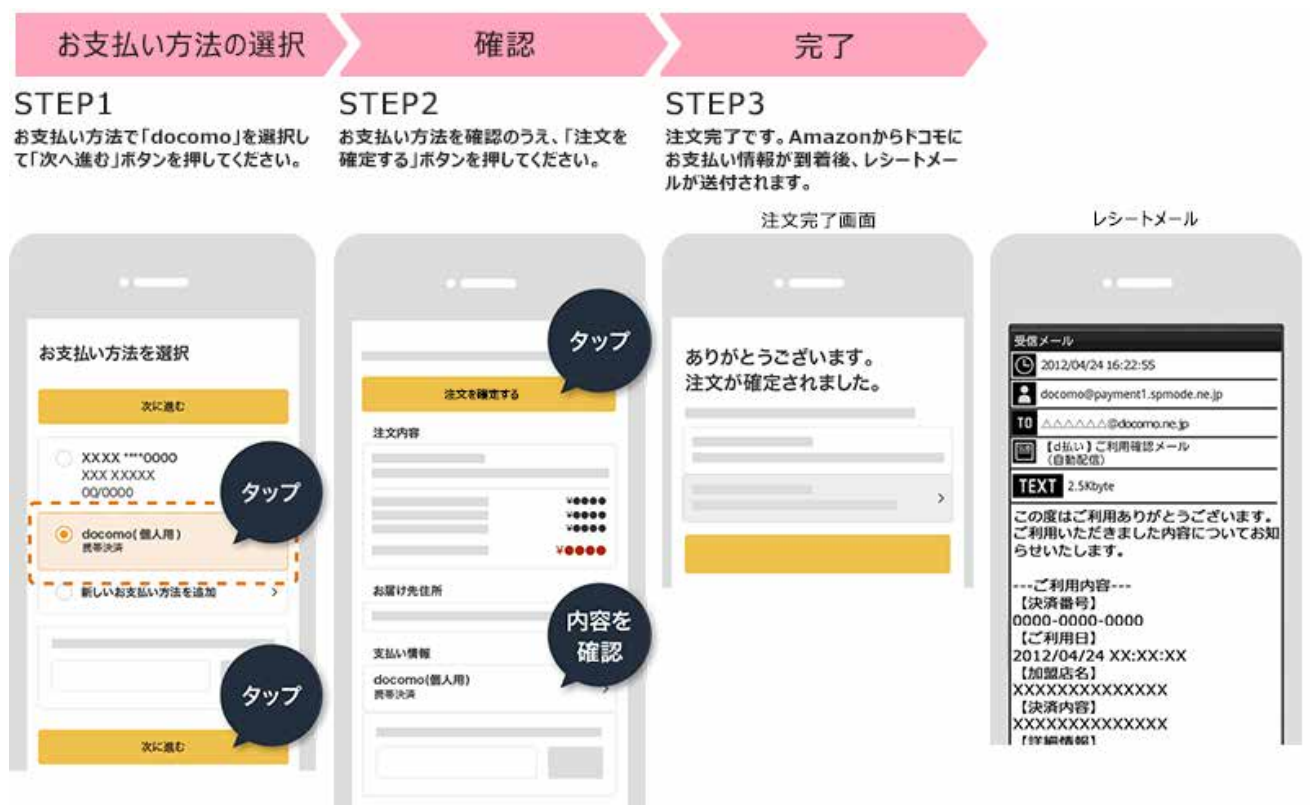 お支払い方法の選択
確認
完了
STEP1
お支払い方法で「docomo」を選択し
て「次へ進む」ボタンを押してください。
STEP2
お支払い方法を確認のうえ、「注文を
確定する」ボタンを押してください。
STEP3
注文完了です。Amazonからドコモに
お支払い情報が到着後、レシートメー
ルが送付されます。
お支払い方法を選択
次に進む
XXXX ****0000
XXX XXXXX
00/0000
タップ
docomo(個人用)
携帯決済
新しいお支払い方法を追加
タップ
次に進む
タップ
注文を確定する
注文内容
¥●●●●
¥●●●●
¥●●●●
¥●●●●
お届け先住所
内容を
確認
支払い情報
docomo(個人用)
携帯決済
注文完了画面
ありがとうございます。
注文が確定されました。
レシートメール
受信メール
2012/04/24 16:22:55
docomo@payment1.spmode.ne.jp
TO △△△△△△@docomo.ne.jp
【d払い】ご利用確認メール
(自動配信)
TEXT 2.5Kbyte
この度はご利用ありがとうございます。
ご利用いただきました内容についてお知
らせいたします。
---ご利用内容---
【決済番号】
0000-0000-0000
【ご利用日】
2012/04/24 XX:XX:XX
【加盟店名】
XXXXXXXXXXXXXX
【決済内容】
XXXXXXXXXXXXXX
【詳細情報】